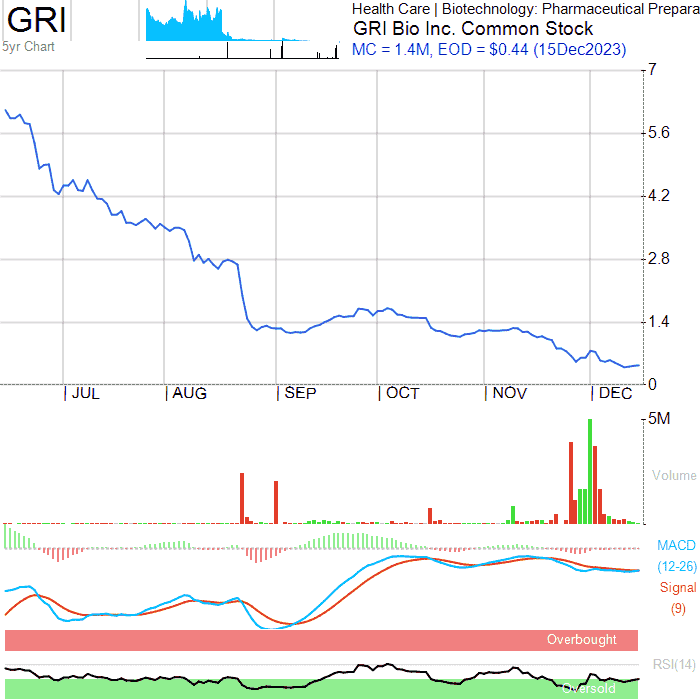 GRI
5yr Chart
Health Care | Biotechnology: Pharmaceutical Prepara
GRI Bio Inc. Common Stock
MC = 1.4M, EOD = $0.44 (15Dec2023)
7
5.6
4.2
2.8
1.4
0
JUL
AUG
SEP
OCT
NOV
DEC
5M
Volume
MACD
(12-26)
Signal
(9)
Overbought
RSI(14)
Oversold